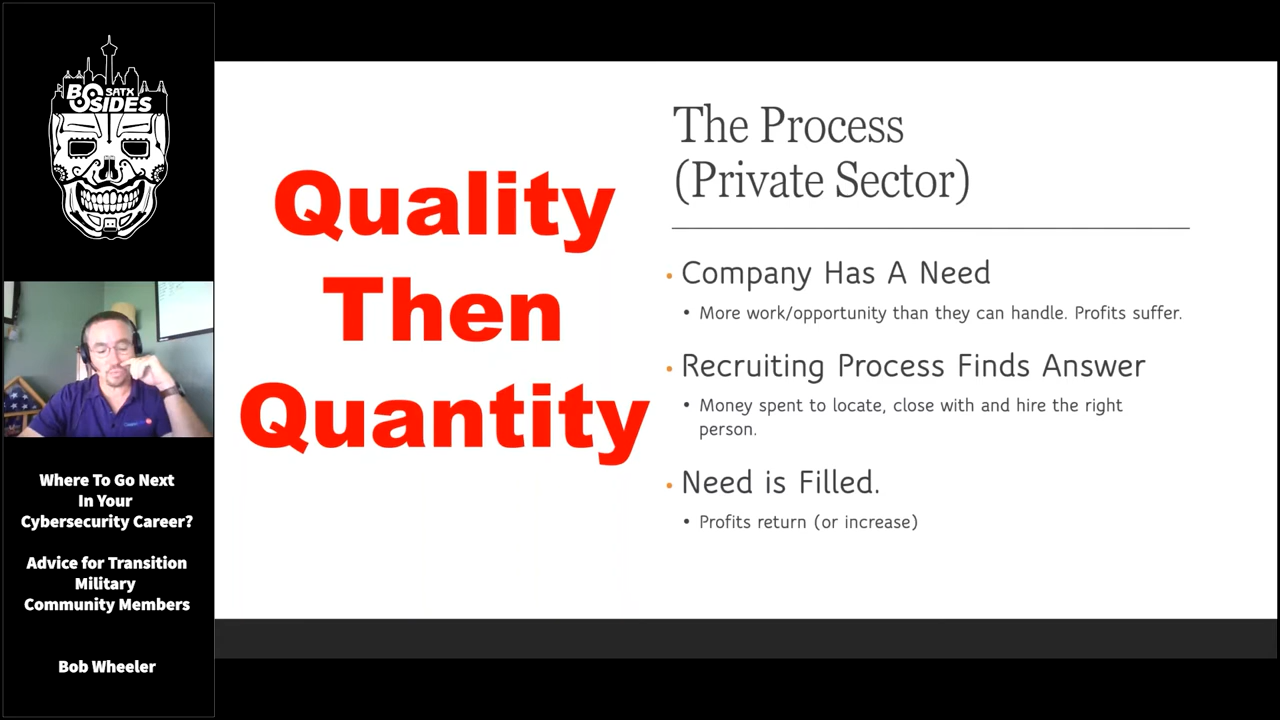 BSIDES SATX
Where To Go Next
In Your
Cybersecurity Career?
Advice for Transition
Military
Community Members
Bob Wheeler
Quality
Then
Quantity
The Process
(Private Sector)
• Company Has A Need
• More work/opportunity than they can handle. Profits suffer.
• Recruiting Process Finds Answer
• Money spent to locate, close with and hire the right
person.
• Need is Filled.
• Profits return (or increase)